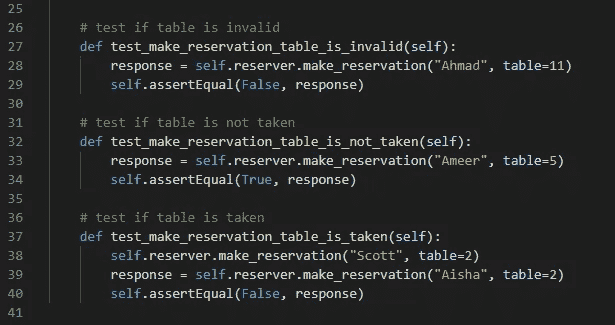 25
26 # test if table is invalid
27 def test_make_reservation_table_is_invalid(self):
28 response = self.reserver.make_reservation("Ahmad", table=11)
29 self.assertEqual(False, response)
30
31 # test if table is not taken
32 def test_make_reservation_table_is_not_taken(self):
33 response = self.reserver.make_reservation("Ameer", table=5)
34 self.assertEqual(True, response)
35
36 # test if table is taken
37 def test_make_reservation_table_is_taken(self):
38 self.reserver.make_reservation("Scott", table=2)
39 response = self.reserver.make_reservation("Aisha", table=2)
40 self.assertEqual(False, response)
41